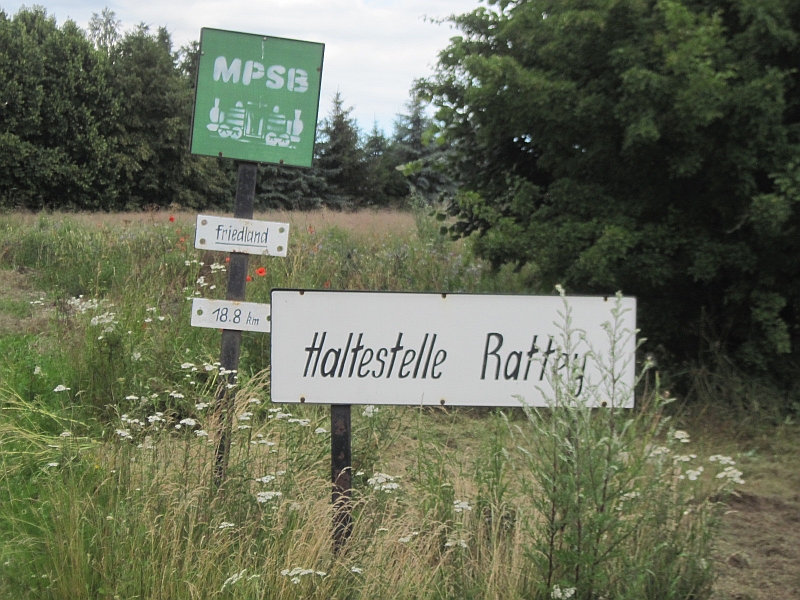 MPSB
Friedland
18.8 km
Haltestelle Rattey